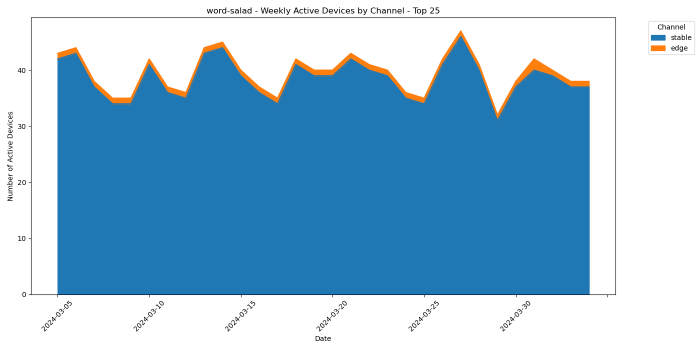 word-salad - Weekly Active Devices by Channel - Top 25
Channel
stable
edge
Number of Active Devices
40
30
20
10
0
2024-03-05
2024-03-10
2024-03-15
2024-03-20
2024-03-25
2024-03-30
Date